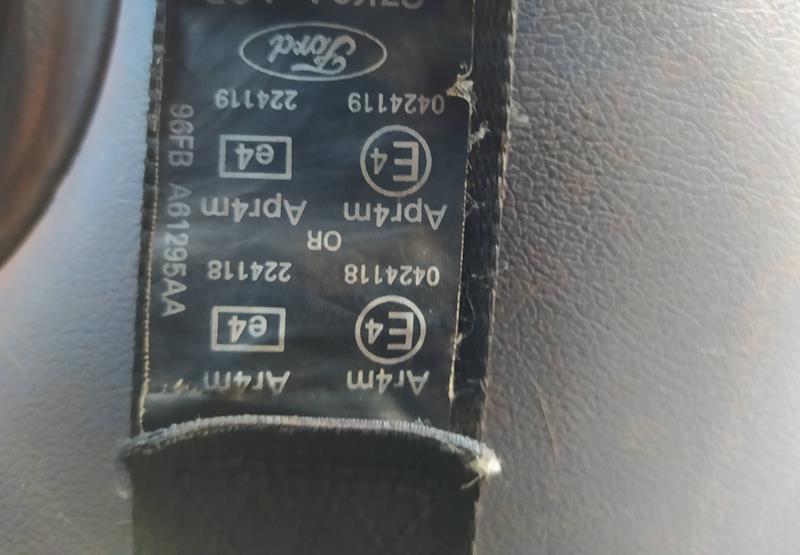 Ar4m Ar4m
E4 e4
0424118 224118
OR
Apr4m Apr4m
E4 e4
0424119 224119
Ford
96FB A61295AA